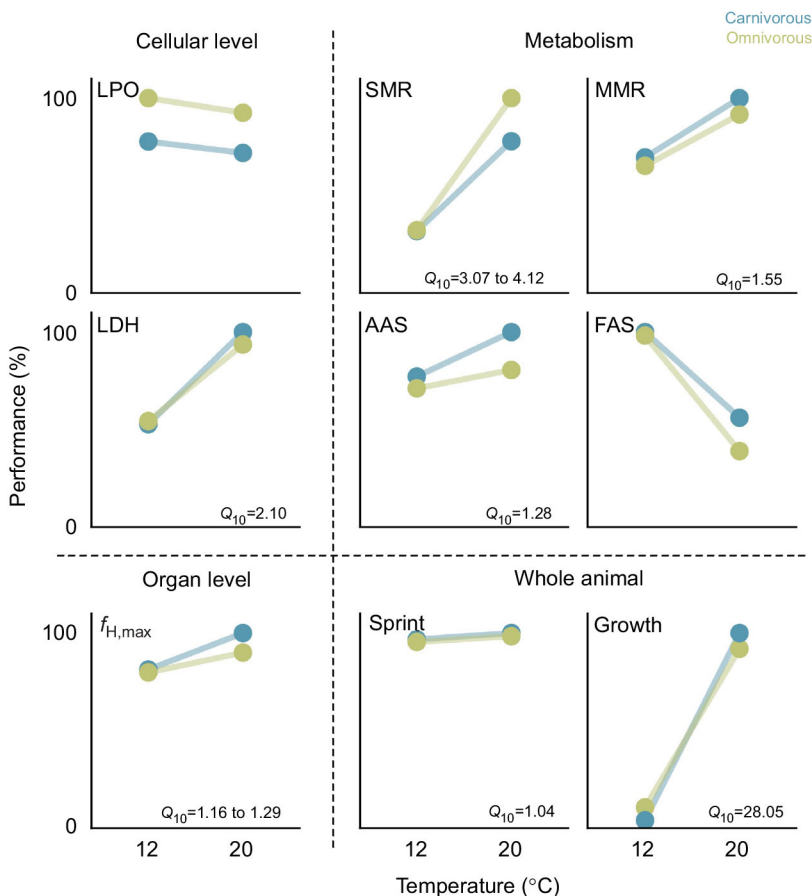 Carnivorous
Omnivorous
Cellular level
Metabolism
LPO
SMR
MMR
100
0
Q10=3.07 to 4.12
Q10=1.55
LDH
AAS
FAS
100
0
Q10=2.10
Q10=1.28
Performance (%)
Organ level
Whole animal
fH,max
Sprint
Growth
100
0
Q10=1.16 to 1.29
Q10=1.04
Q10=28.05
12 20
12 20
12 20
Temperature (°C)